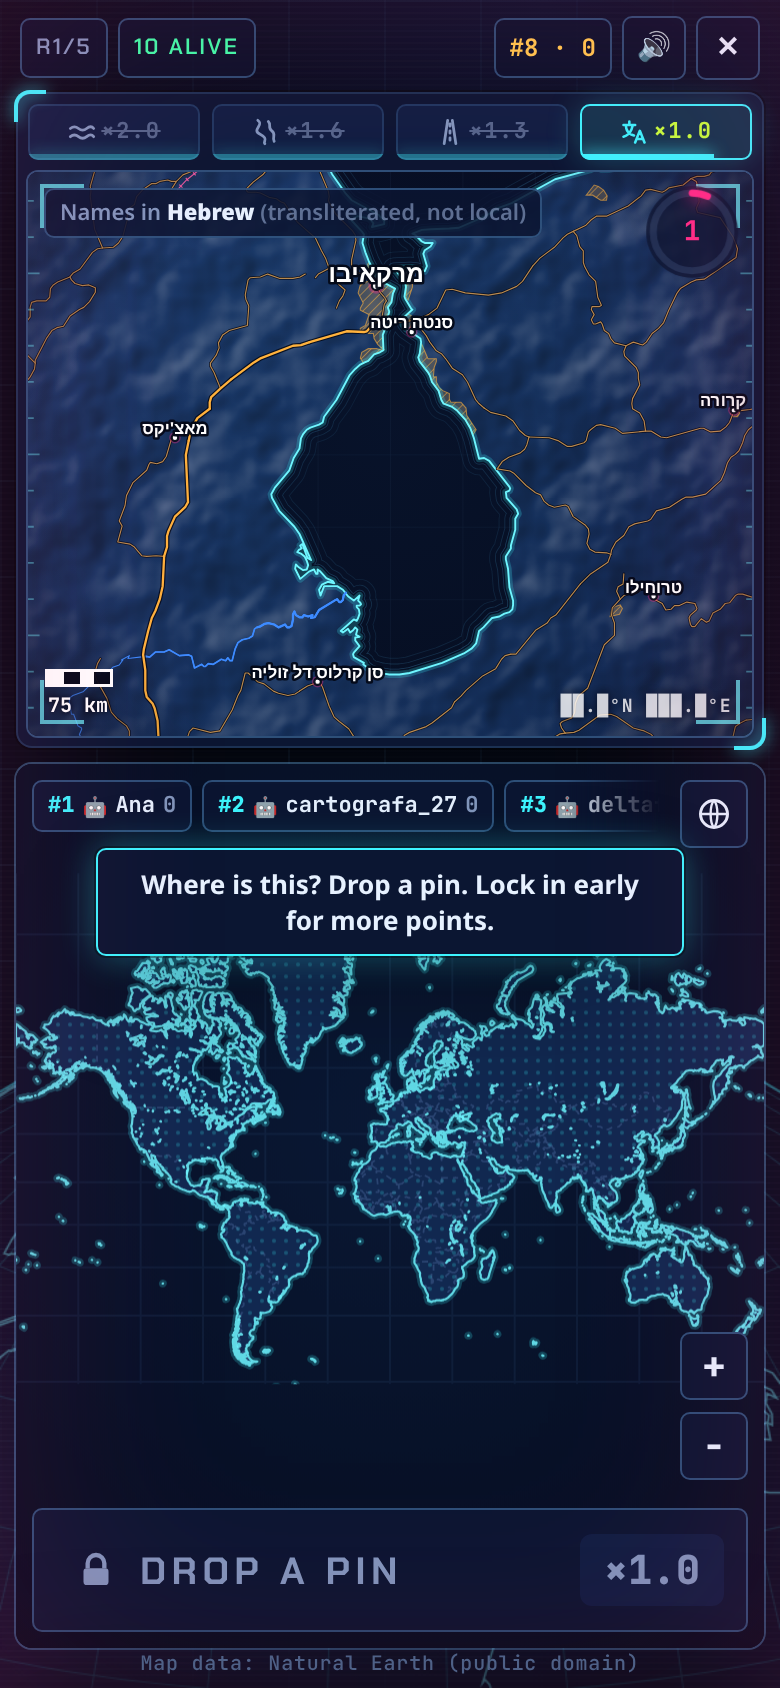 R1/5
10 ALIVE
#8 · 0
×2.0
×1.6
×1.3
×1.0
Names in Hebrew (transliterated, not local)
1
מרקאיבו
סנטה ריטה
קרורה
מאצ'יקס
טרוחילו
סן קרלוס דל זוליה
75 km
°N °E
#1 Ana 0
#2 cartografa_27 0
#3 delta
Where is this? Drop a pin. Lock in early
for more points.
+
-
DROP A PIN
×1.0
Map data: Natural Earth (public domain)